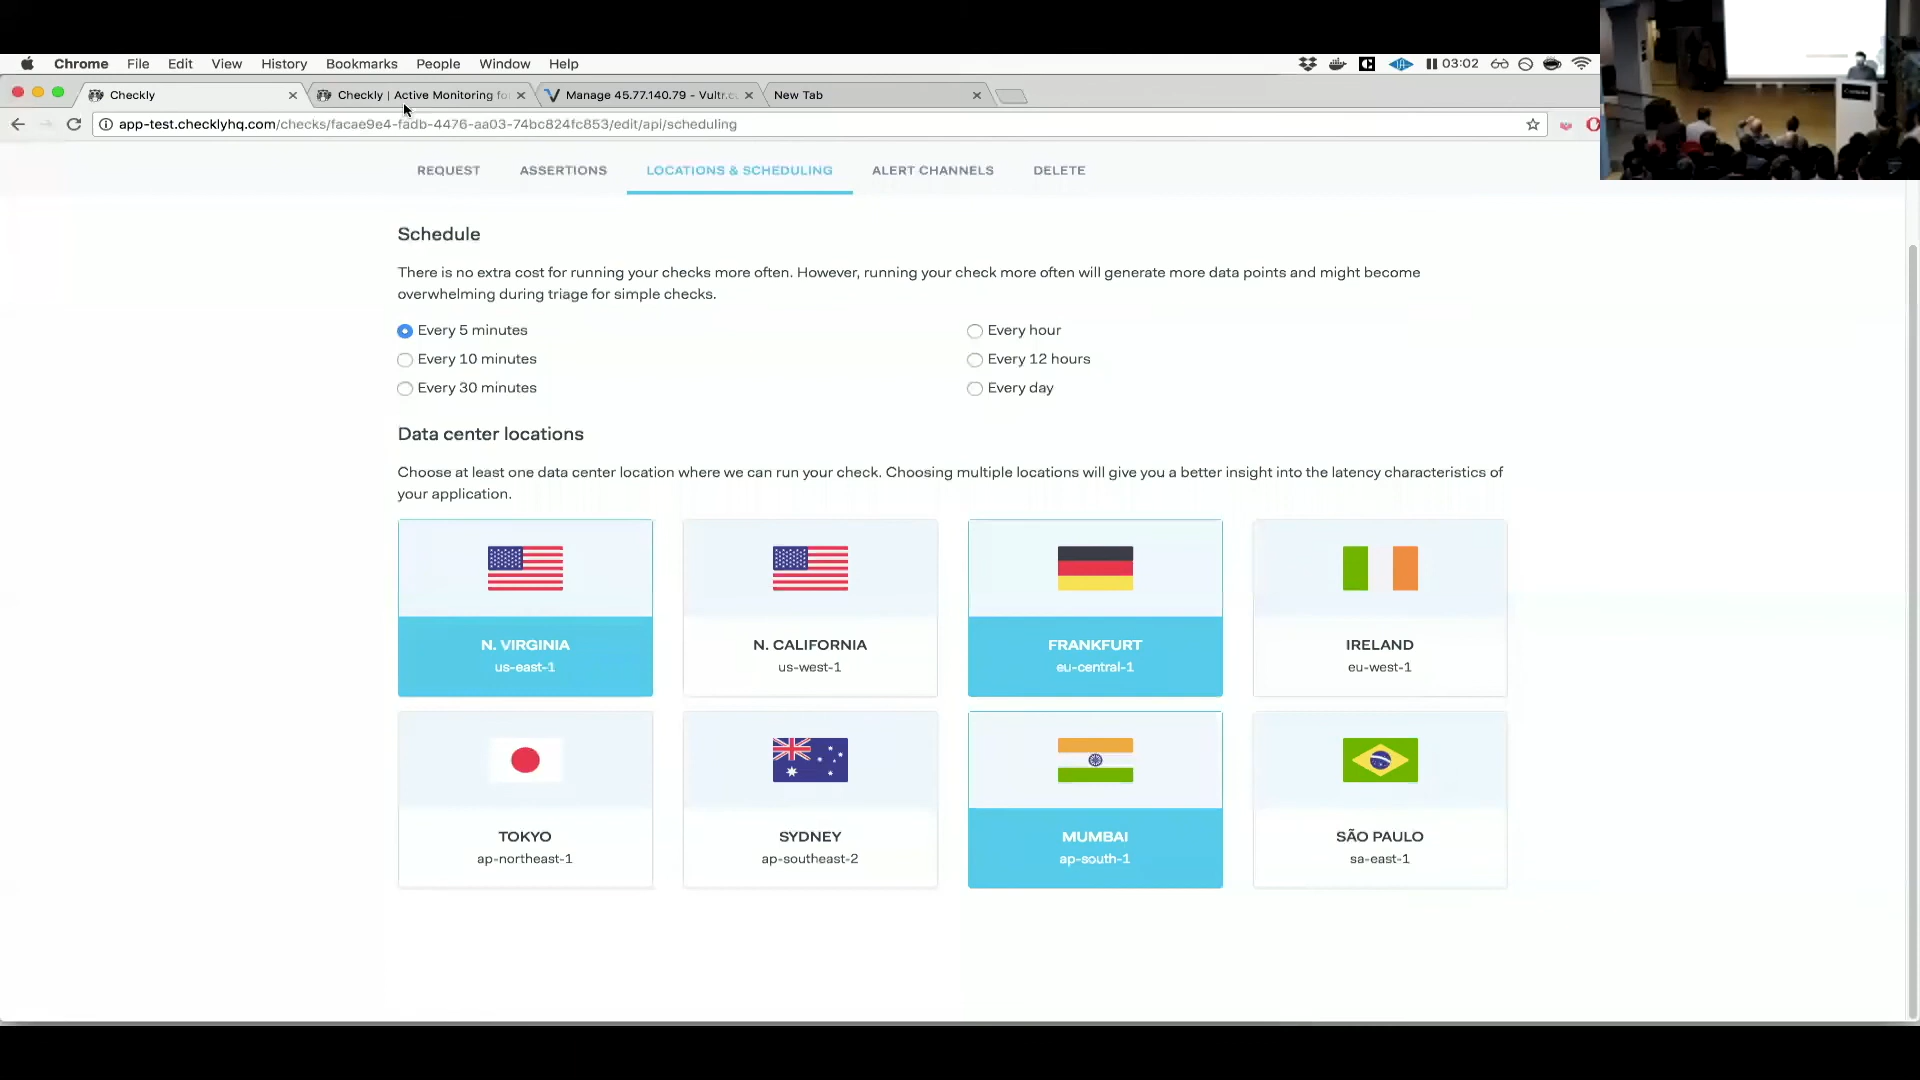 Chrome File Edit View History Bookmarks People Window Help 03:02
Checkly Checkly | Active Monitoring fo Manage 45.77.140.79 - Vultr.c New Tab
app-test.checklyhq.com/checks/facae9e4-fadb-4476-aa03-74bc824fc853/edit/api/scheduling
REQUEST ASSERTIONS LOCATIONS & SCHEDULING ALERT CHANNELS DELETE
Schedule
There is no extra cost for running your checks more often. However, running your check more often will generate more data points and might become
overwhelming during triage for simple checks.
Every 5 minutes Every hour
Every 10 minutes Every 12 hours
Every 30 minutes Every day
Data center locations
Choose at least one data center location where we can run your check. Choosing multiple locations will give you a better insight into the latency characteristics of
your application.
N. VIRGINIA N. CALIFORNIA FRANKFURT IRELAND
us-east-1 us-west-1 eu-central-1 eu-west-1
TOKYO SYDNEY MUMBAI SÃO PAULO
ap-northeast-1 ap-southeast-2 ap-south-1 sa-east-1